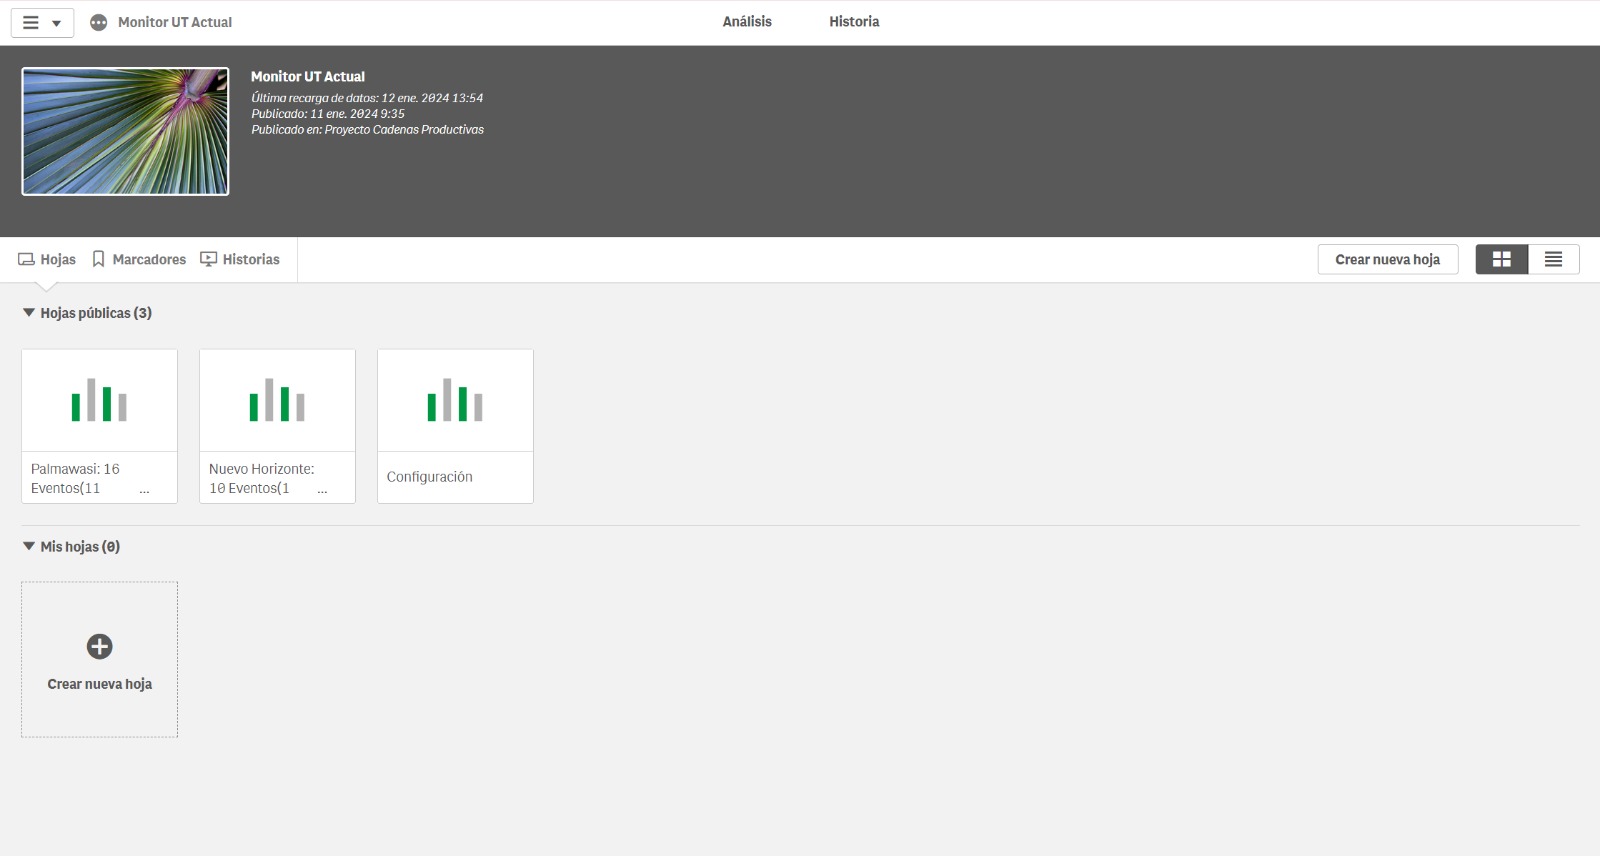 Monitor UT Actual
Análisis
Historia
Monitor UT Actual
Última recarga de datos: 12 ene. 2024 13:54
Publicado: 11 ene. 2024 9:35
Publicado en: Proyecto Cadenas Productivas
Hojas
Marcadores
Historias
Crear nueva hoja
Hojas públicas (3)
Palmawasi: 16
Eventos(11 ...
Nuevo Horizonte:
10 Eventos(1 ...
Configuración
Mis hojas (0)
Crear nueva hoja